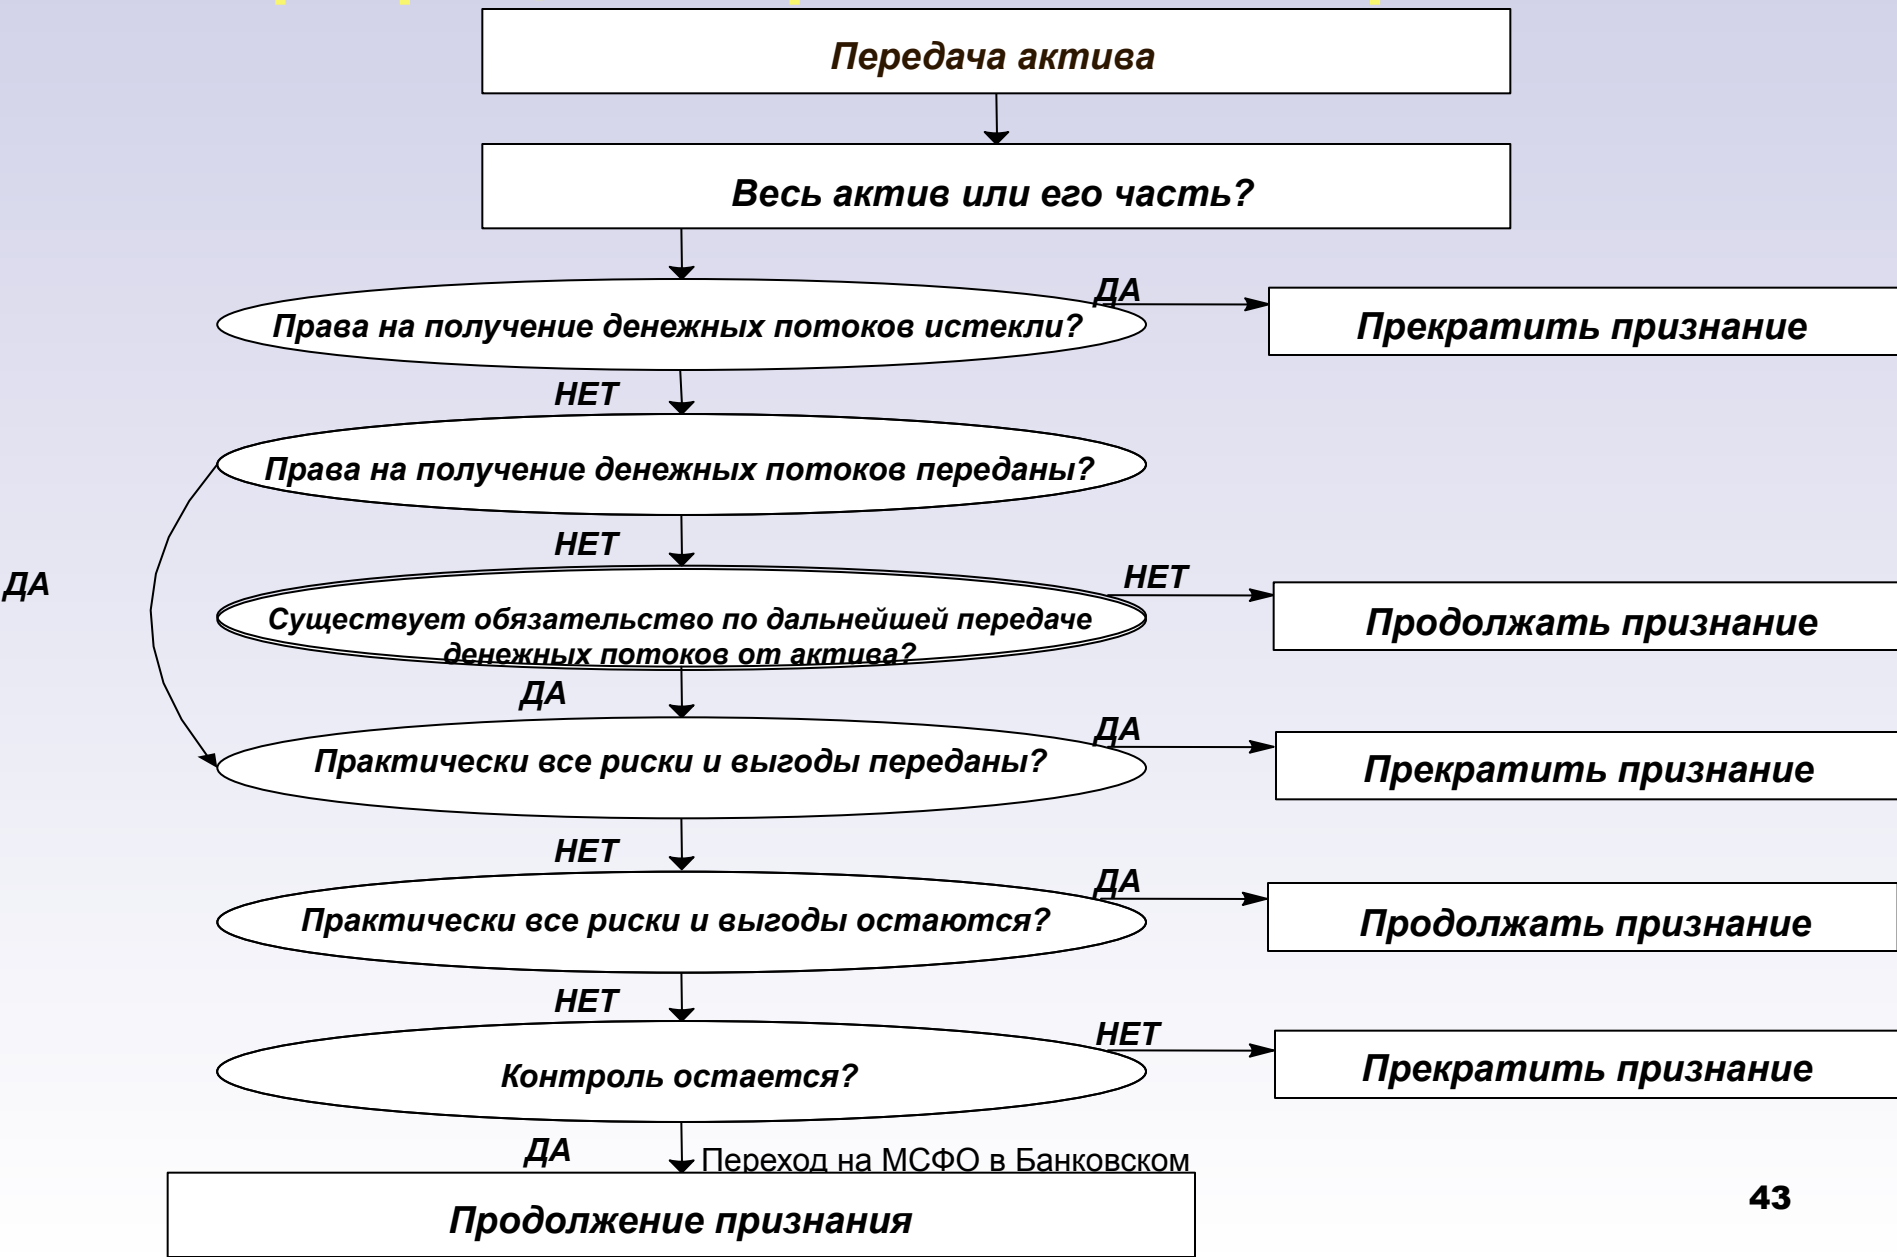 Передача актива
Весь актив или его часть?
ДА
Права на получение денежных потоков истекли?
Прекратить признание
НЕТ
Права на получение денежных потоков переданы?
НЕТ
ДА
НЕТ
Существует обязательство по дальнейшей передаче
денежных потоков от актива?
Продолжать признание
ДА
ДА
Практически все риски и выгоды переданы?
Прекратить признание
НЕТ
ДА
Практически все риски и выгоды остаются?
Продолжать признание
НЕТ
НЕТ
Контроль остается?
Прекратить признание
ДА
Переход на МСФО в Банковском
Продолжение признания
43